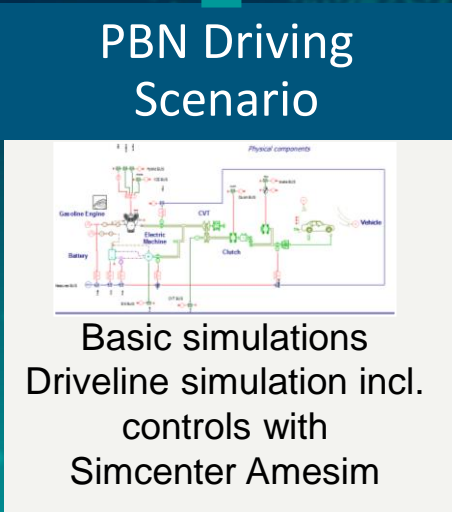 PBN Driving
Scenario
Physical components
Gasoline Engine
CVT
Electric
Machine
Vehicle
Battery
Clutch
Basic simulations
Driveline simulation incl.
controls with
Simcenter Amesim